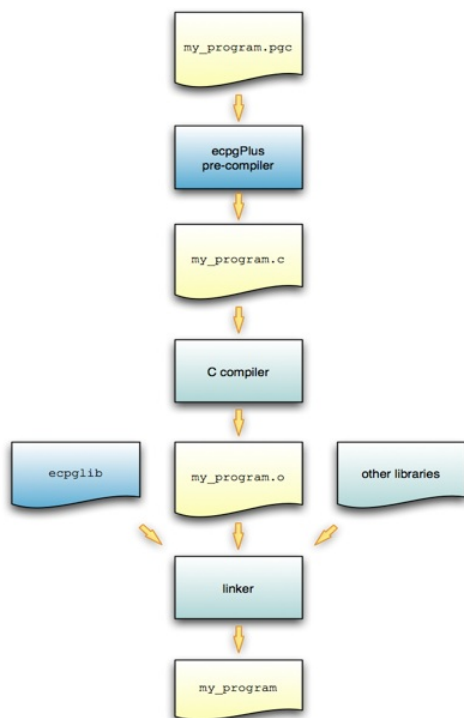 my_program.pgc
ecpgPlus
pre-compiler
my_program.c
C compiler
ecpglib
my_program.o
other libraries
linker
my_program